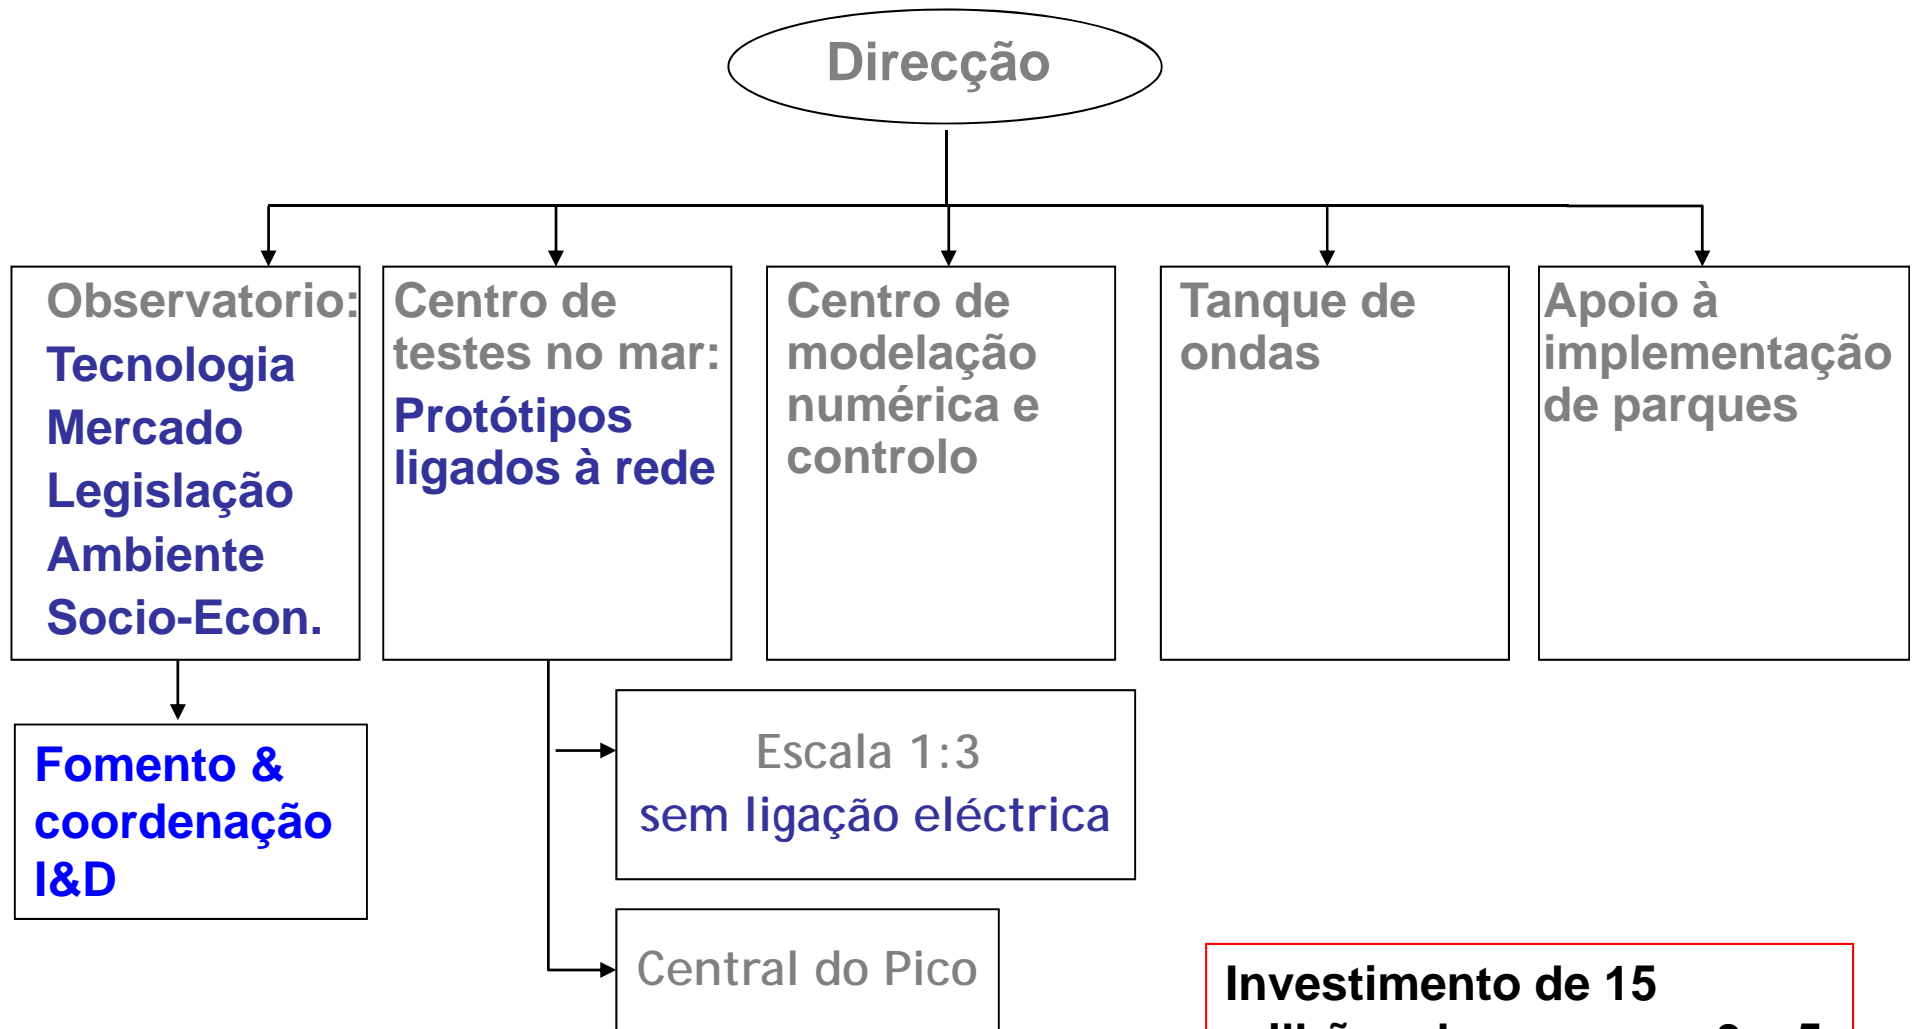 Direcção
Observatorio:
Tecnologia
Mercado
Legislação
Ambiente
Socio-Econ.
Centro de
testes no mar:
Protótipos
ligados à rede
Centro de
modelação
numérica e
controlo
Tanque de
ondas
Apoio à
implementação
de parques
Fomento &
coordenação
I&D
Escala 1:3
sem ligação eléctrica
Central do Pico
Investimento de 15